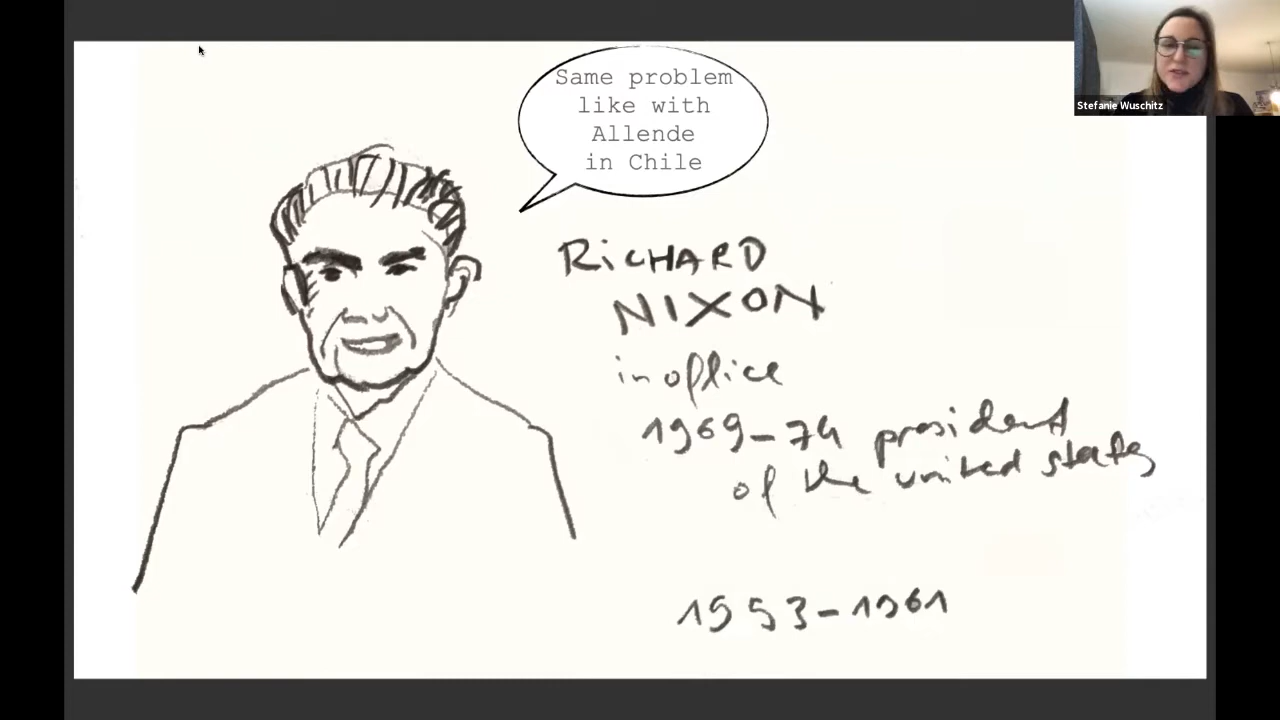 Same problem
like with
Allende
in Chile
RiCHARD
NIXON
in office
1969-74 president
of the united states
1953-1961
Stefanie Wuschitz